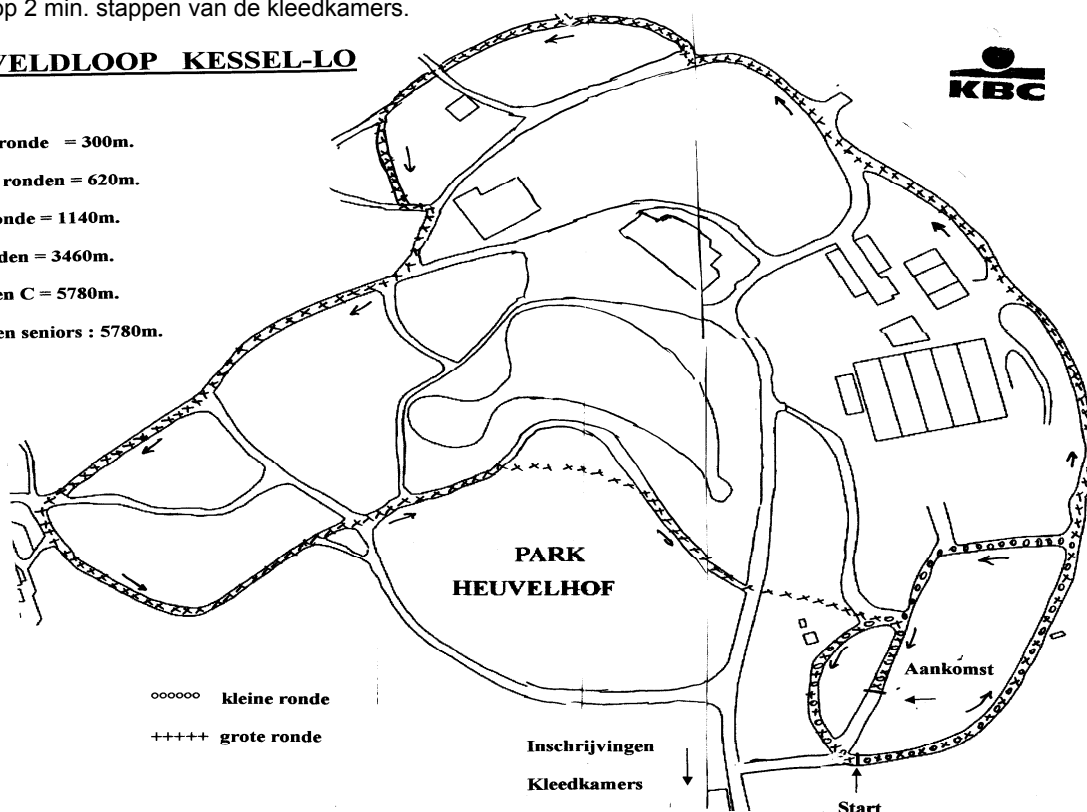 op 2 min. stappen van de kleedkamers.
VELDLOOP KESSEL-LO
KBC
ronde = 300m.
ronden = 620m.
onde = 1140m.
den = 3460m.
en C = 5780m.
en seniors : 5780m.
PARK
HEUVELHOF
Aankomst
oooooo kleine ronde
+++++ grote ronde
Inschrijvingen
Kleedkamers
Start